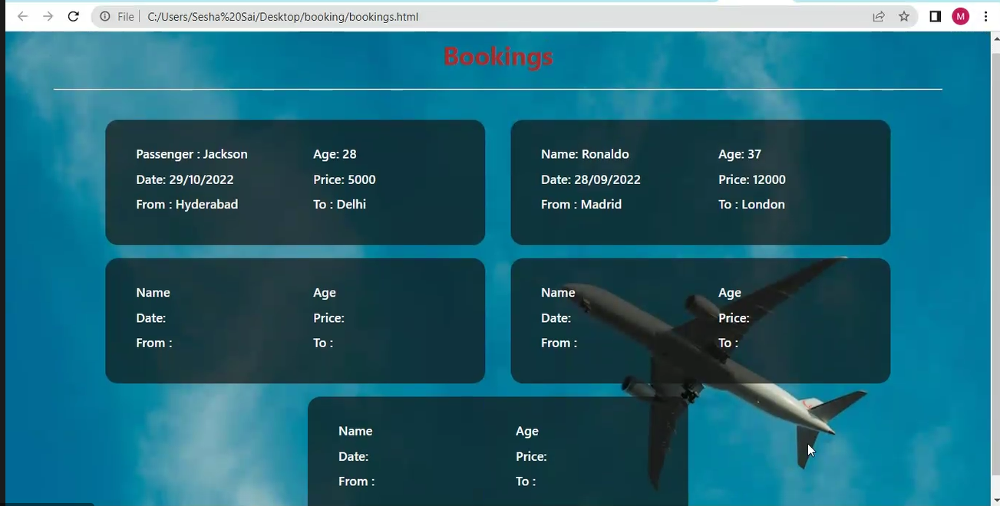 File C:/Users/Sesha%20Sai/Desktop/booking/bookings.html
M
Bookings
Passenger : Jackson Age: 28
Date: 29/10/2022 Price: 5000
From : Hyderabad To : Delhi
Name: Ronaldo Age: 37
Date: 28/09/2022 Price: 12000
From : Madrid To : London
Name Age
Date: Price:
From : To :
Name Age
Date: Price:
From : To :
Name Age
Date: Price:
From : To :